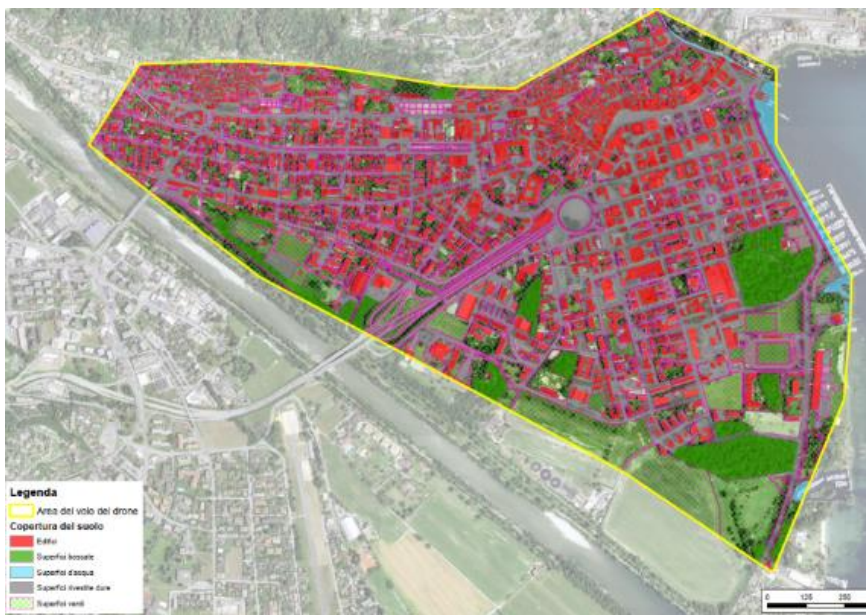 Legenda
Area del volo del drone
Copertura del suolo
Edifici
Superfici boscate
Superfici d'acqua
Superfici rivestite dure
Superfici verdi
0 125 250